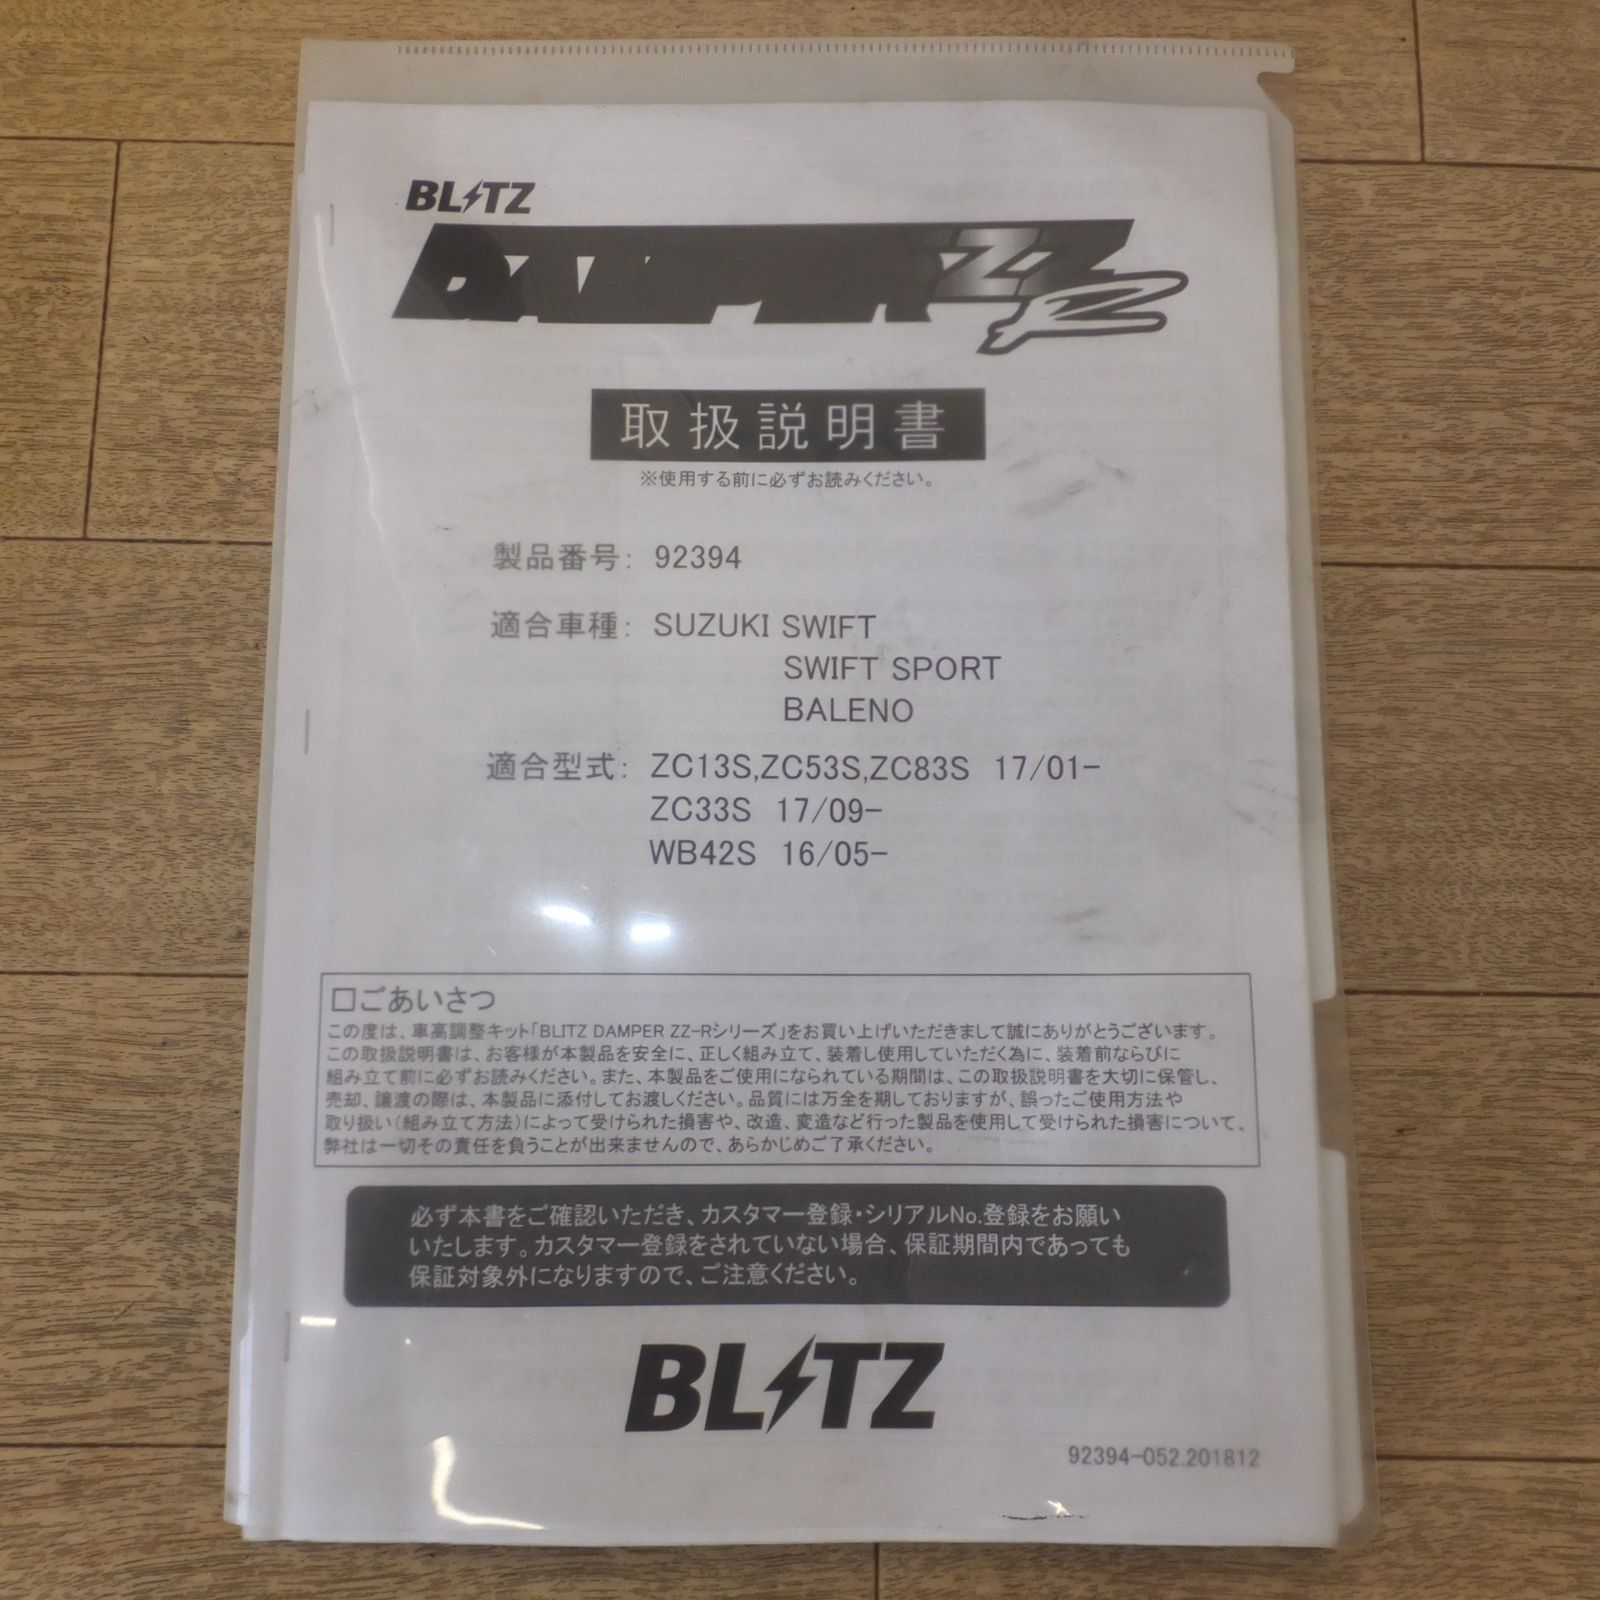 BLITZ
DAMPER ZZ-R
取扱説明書
※使用する前に必ずお読みください。
製品番号: 92394
適合車種: SUZUKI SWIFT
SWIFT SPORT
BALENO
適合型式: ZC13S,ZC53S,ZC83S 17/01-
ZC33S 17/09-
WB42S 16/05-
□ごあいさつ
この度は、車高調整キット「BLITZ DAMPER ZZ-Rシリーズ」をお買い上げいただきまして誠にありがとうございます。
この取扱説明書は、お客様が本製品を安全に、正しく組み立て、装着し使用していただく為に、装着前ならびに
組み立て前に必ずお読みください。また、本製品をご使用になられている期間は、この取扱説明書を大切に保管し、
売却、譲渡の際は、本製品に添付してお渡しください。品質には万全を期しておりますが、誤ったご使用方法や
取り扱い(組み立て方法)によって受けられた損害や、改造、変造など行った製品を使用して受けられた損害について、
弊社は一切その責任を負うことが出来ませんので、あらかじめご了承ください。
必ず本書をご確認いただき、カスタマー登録・シリアルNo.登録をお願い
いたします。カスタマー登録をされていない場合、保証期間内であっても
保証対象外になりますので、ご注意ください。
BLITZ
92394-052.201812